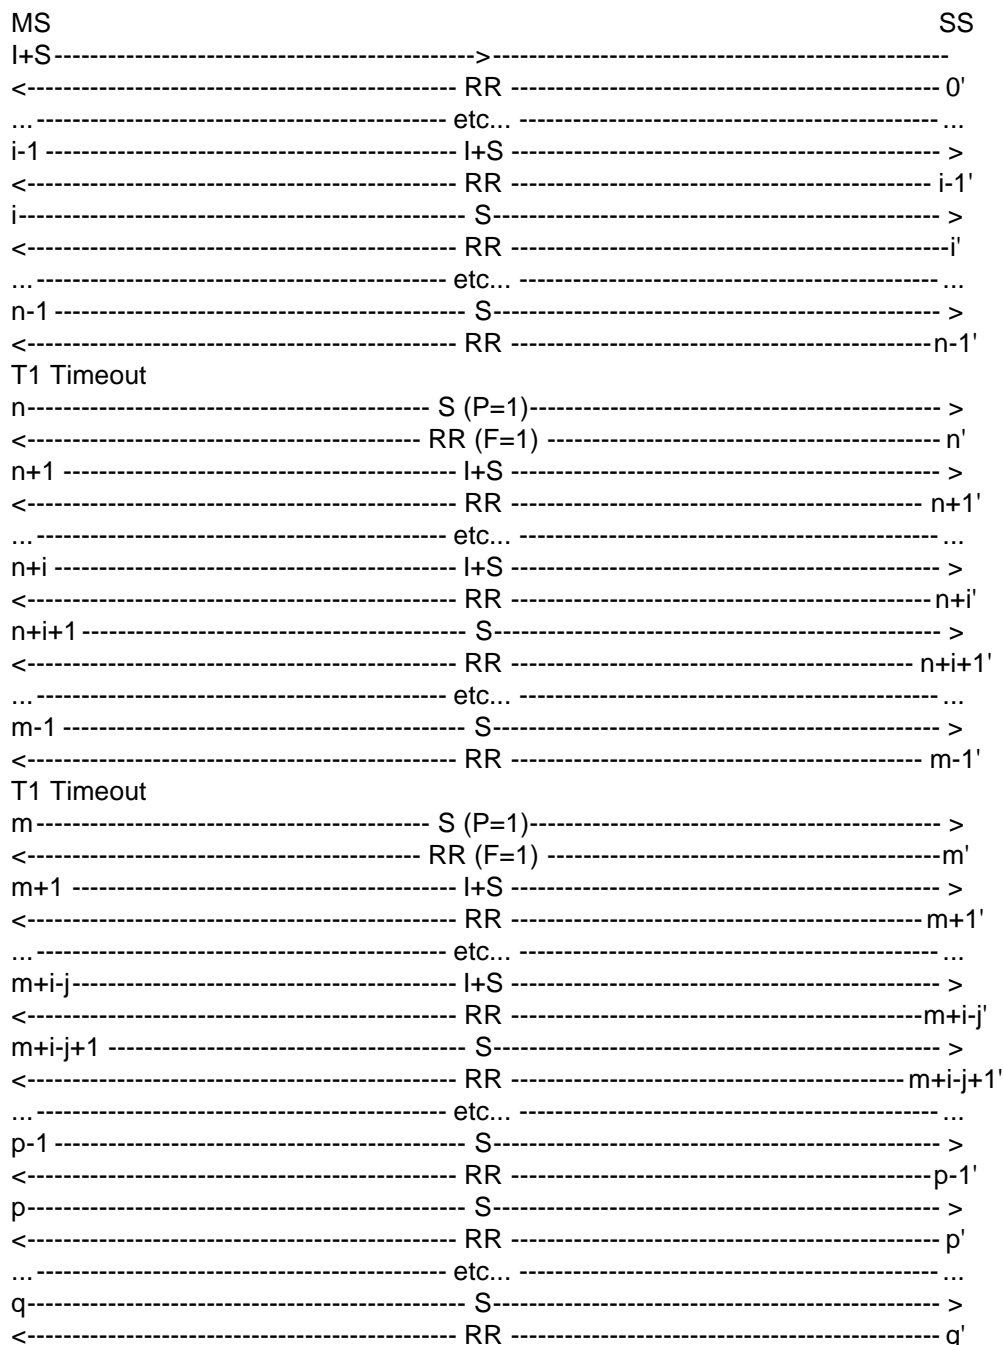 MS SS
I+S---------------------------------------------->--------------------------------------------------
<----------------------------------------------- RR ----------------------------------------------- 0'
...--------------------------------------------- etc... ----------------------------------------------...
i-1 --------------------------------------------- I+S ----------------------------------------------- >
<----------------------------------------------- RR ---------------------------------------------- i-1'
i------------------------------------------------- S------------------------------------------------- >
<----------------------------------------------- RR ------------------------------------------------i'
...--------------------------------------------- etc... ----------------------------------------------...
n-1 --------------------------------------------- S------------------------------------------------- >
<----------------------------------------------- RR ----------------------------------------------n-1'
T1 Timeout
n-------------------------------------------- S (P=1)--------------------------------------------- >
<------------------------------------------- RR (F=1) ------------------------------------------- n'
n+1 ------------------------------------------- I+S ----------------------------------------------- >
<----------------------------------------------- RR --------------------------------------------- n+1'
...--------------------------------------------- etc... ----------------------------------------------...
n+i ------------------------------------------- I+S ----------------------------------------------- >
<----------------------------------------------- RR ----------------------------------------------n+i'
n+i+1------------------------------------------ S------------------------------------------------- >
<----------------------------------------------- RR -------------------------------------------- n+i+1'
...--------------------------------------------- etc... ----------------------------------------------...
m-1 -------------------------------------------- S------------------------------------------------- >
<----------------------------------------------- RR --------------------------------------------- m-1'
T1 Timeout
m------------------------------------------- S (P=1)--------------------------------------------- >
<------------------------------------------- RR (F=1) -------------------------------------------m'
m+1 ------------------------------------------ I+S ----------------------------------------------- >
<----------------------------------------------- RR ---------------------------------------------m+1'
...--------------------------------------------- etc... ----------------------------------------------...
m+i-j------------------------------------------ I+S ----------------------------------------------- >
<----------------------------------------------- RR ---------------------------------------------m+i-j'
m+i-j+1 --------------------------------------- S------------------------------------------------- >
<----------------------------------------------- RR -------------------------------------------m+i-j+1'
...--------------------------------------------- etc... ----------------------------------------------...
p-1 --------------------------------------------- S------------------------------------------------- >
<----------------------------------------------- RR ----------------------------------------------p-1'
p------------------------------------------------ S------------------------------------------------- >
<----------------------------------------------- RR ----------------------------------------------- p'
...--------------------------------------------- etc... ----------------------------------------------...
q------------------------------------------------ S------------------------------------------------- >
<----------------------------------------------- RR ----------------------------------------------- q'